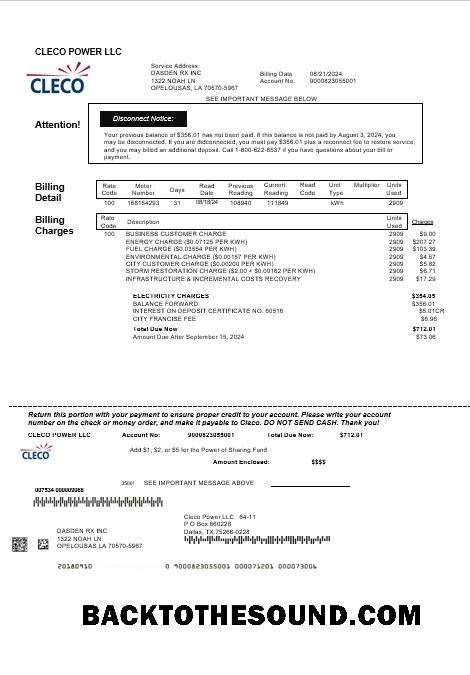 CLECO POWER LLC
CLECO
Service Address:
DASDEN RX INC
1322 NOAH LN
OPELOUSAS, LA 70570-5967
Billing Date 08/21/2024
Account No. 9000823055001
SEE IMPORTANT MESSAGE BELOW
Attention!
Disconnect Notice:
Your previous balance of $356.01 has not been paid. If this balance is not paid by August 3, 2024, you
may be disconnected. If you are didconnected, you must pay $356.01 plus a reconnect fee to restore service,
and you may billed an additional deposit. Call 1-800-622-6537 if you have questions about your bill or
payment.
Billing Detail
Rate Code Meter Number Days Read Date Previous Reading Current Reading Read Code Unit Type Multiplier Units Used
100 168154293 31 08/18/24 108940 111849 kWh 2909
Billing Charges
Rate Code Description Units Used Charges
100 BUSINESS CUSTOMER CHARGE 2909 $9.00
ENERGY CHARGE ($0.07125 PER KWH) 2909 $207.27
FUEL CHARGE ($0.03554 PER KWH) 2909 $103.39
ENVIRONMENTAL CHARGE ($0.00157 PER KWH) 2909 $4.57
CITY CUSTOMER CHARGE ($0.00200 PER KWH) 2909 $5.82
STORM RESTORATION CHARGE ($2.00 + $0.00162 PER KWH) 2909 $6.71
INFRASTRUCTURE & INCREMENTAL COSTS RECOVERY 2909 $17.29
ELECTRICITY CHARGES $354.05
BALANCE FORWARD $356.01
INTEREST ON DEPOSIT CERTIFICATE NO. 60516 $5.01CR
CITY FRANCISE FEE $6.96
Total Due Now $712.01
Amount Due After September 15, 2024 $73.06
Return this portion with your payment to ensure proper credit to your account. Please write your account
number on the check or money order, and make it payable to Cleco. DO NOT SEND CASH. Thank you!
CLECO POWER LLC Account No: 9000823055001 Total Due Now: $712.01
CLECO
Add $1, $2, or $5 for the Power of Sharing Fund
Amount Enclosed: $$$$
SEE IMPORTANT MESSAGE ABOVE
007534 000009068
Cleco Power LLC 64-11
P O Box 660228
Dallas, TX 75266-0228
DASDEN RX INC
1322 NOAH LN
OPELOUSAS LA 70570-5967
20180910 0 9000823055001 000071201 000073006
BACKTOTHESOUND.COM